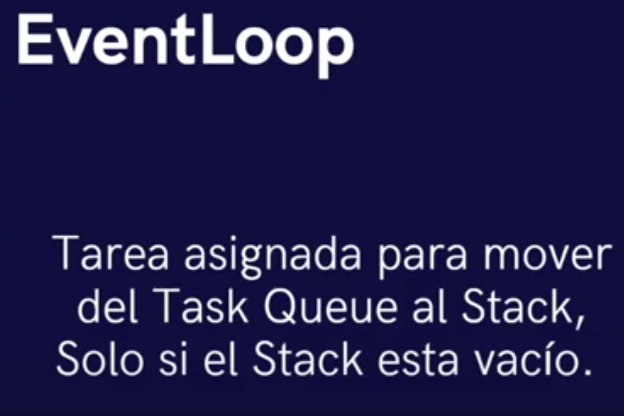 EventLoop
Tarea asignada para mover
del Task Queue al Stack,
Solo si el Stack esta vacío.